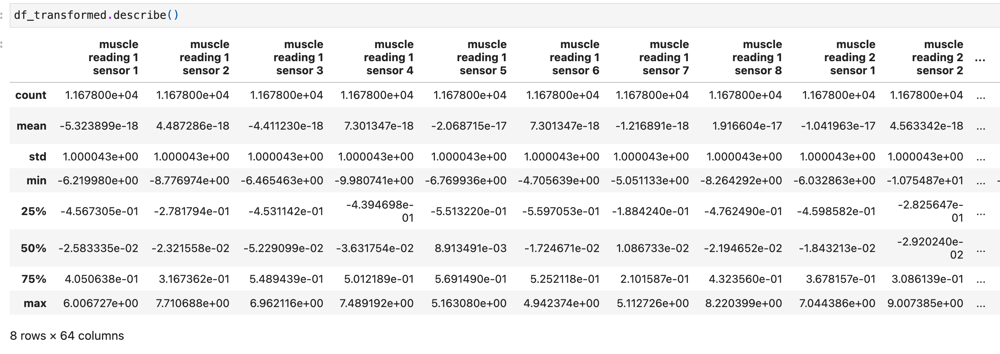 df_transformed.describe()
muscle reading 1 sensor 1 muscle reading 1 sensor 2 muscle reading 1 sensor 3 muscle reading 1 sensor 4 muscle reading 1 sensor 5 muscle reading 1 sensor 6 muscle reading 1 sensor 7 muscle reading 1 sensor 8 muscle reading 2 sensor 1 muscle reading 2 sensor 2 ...
count 1.167800e+04 1.167800e+04 1.167800e+04 1.167800e+04 1.167800e+04 1.167800e+04 1.167800e+04 1.167800e+04 1.167800e+04 1.167800e+04 ...
mean -5.323899e-18 4.487286e-18 -4.411230e-18 7.301347e-18 -2.068715e-17 7.301347e-18 -1.216891e-18 1.916604e-17 -1.041963e-17 4.563342e-18 ...
std 1.000043e+00 1.000043e+00 1.000043e+00 1.000043e+00 1.000043e+00 1.000043e+00 1.000043e+00 1.000043e+00 1.000043e+00 1.000043e+00 ...
min -6.219980e+00 -8.776974e+00 -6.465463e+00 -9.980741e+00 -6.769936e+00 -4.705639e+00 -5.051133e+00 -8.264292e+00 -6.032863e+00 -1.075487e+01 ... -
25% -4.567305e-01 -2.781794e-01 -4.531142e-01 -4.394698e-01 -5.513220e-01 -5.597053e-01 -1.884240e-01 -4.762490e-01 -4.598582e-01 -2.825647e-01 ...
50% -2.583335e-02 -2.321558e-02 -5.229099e-02 -3.631754e-02 8.913491e-03 -1.724671e-02 1.086733e-02 -2.194652e-02 -1.843213e-02 -2.920240e-02 ...
75% 4.050638e-01 3.167362e-01 5.489439e-01 5.012189e-01 5.691490e-01 5.252118e-01 2.101587e-01 4.323560e-01 3.678157e-01 3.086139e-01 ...
max 6.006727e+00 7.710688e+00 6.962116e+00 7.489192e+00 5.163080e+00 4.942374e+00 5.112726e+00 8.220399e+00 7.044386e+00 9.007385e+00 ...
8 rows × 64 columns